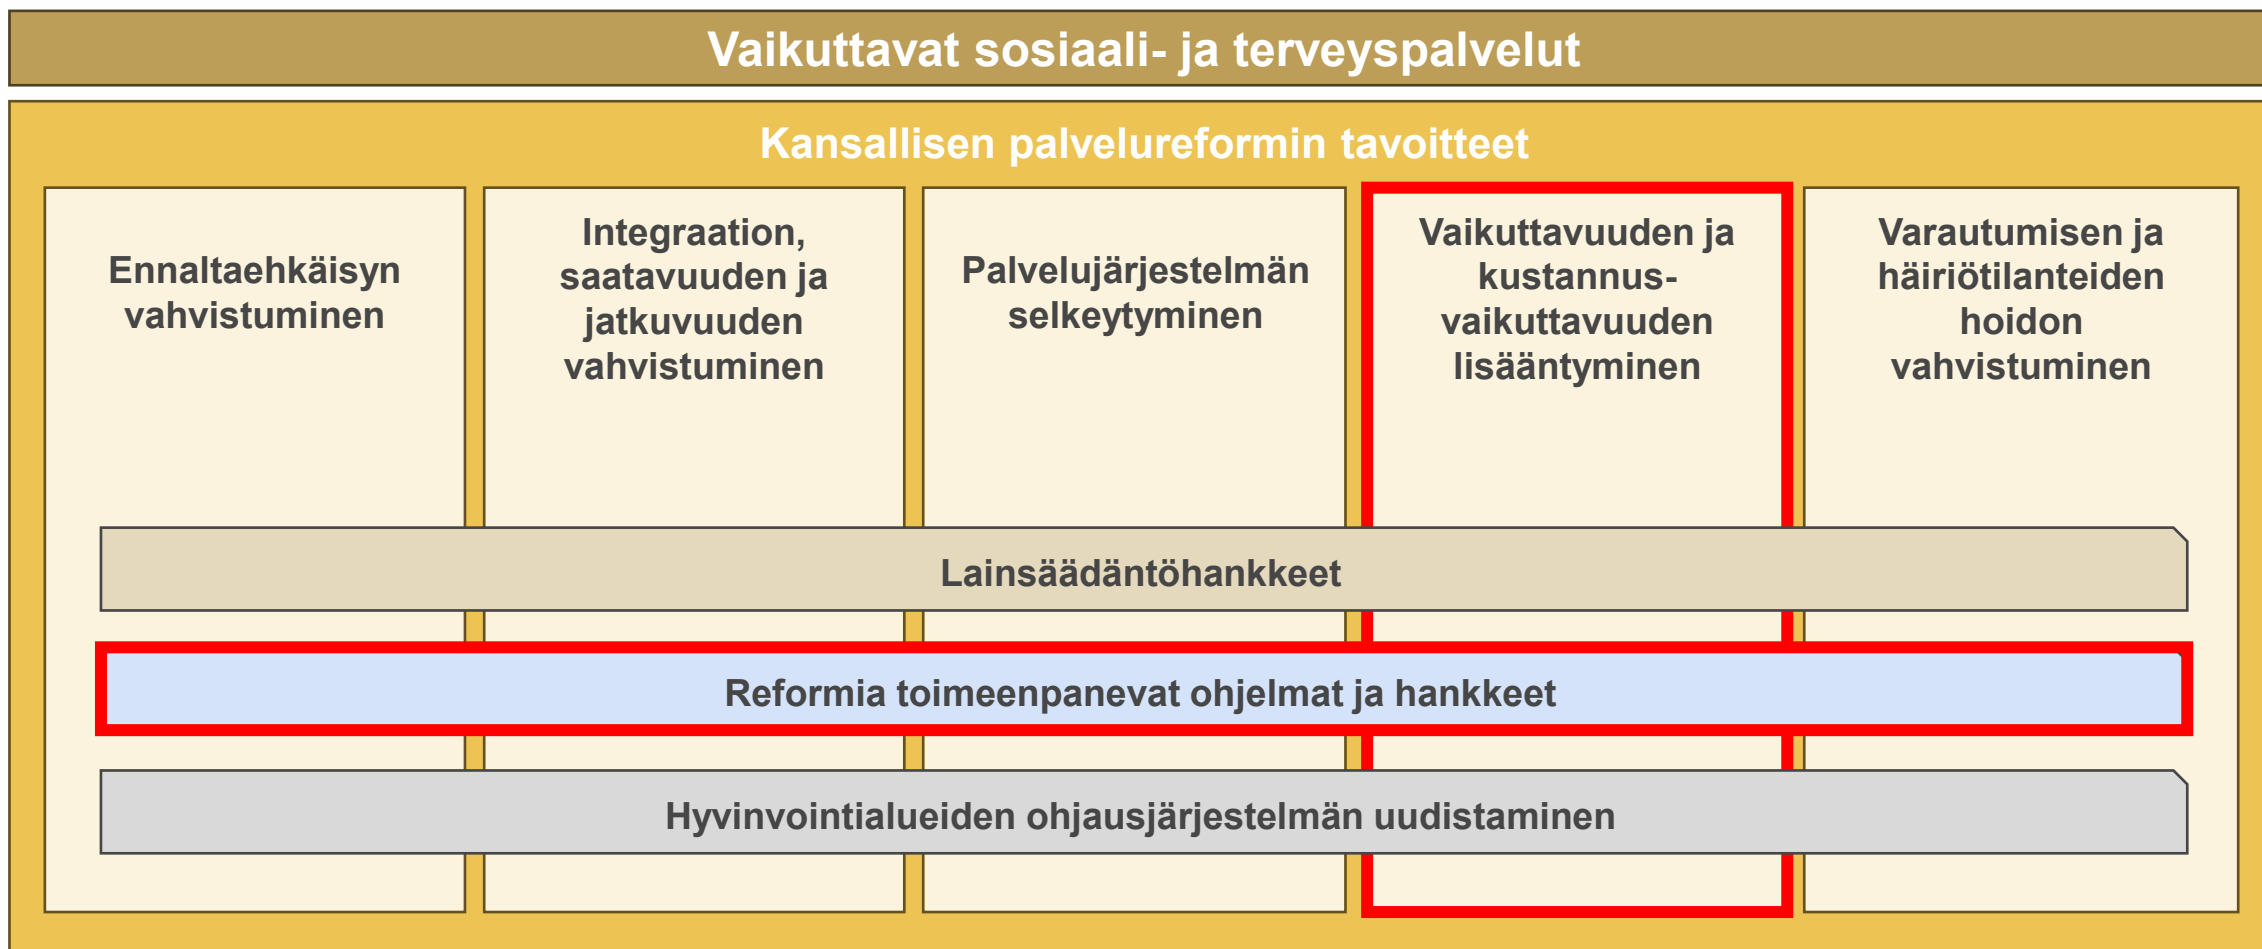 Vaikuttavat sosiaali- ja terveyspalvelut
Kansallisen palvelureformin tavoitteet
Ennaltaehkäisyn
vahvistuminen
Integraation,
saatavuuden ja
jatkuvuuden
vahvistuminen
Palvelujärjestelmän
selkeytyminen
Vaikuttavuuden ja
kustannus-
vaikuttavuuden
lisääntyminen
Varautumisen ja
häiriötilanteiden
hoidon
vahvistuminen
Lainsäädäntöhankkeet
Reformia toimeenpanevat ohjelmat ja hankkeet
Hyvinvointialueiden ohjausjärjestelmän uudistaminen